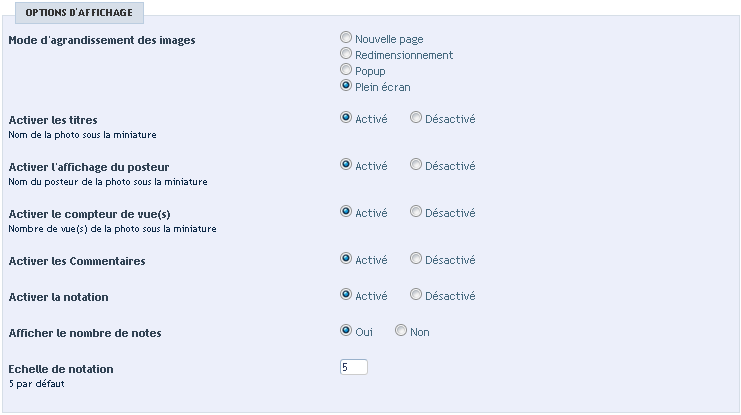 OPTIONS D'AFFICHAGE
Mode d'agrandissement des images
Nouvelle page
Redimensionnement
Popup
Plein écran
Activer les titres
Nom de la photo sous la miniature
Activé Désactivé
Activer l'affichage du posteur
Nom du posteur de la photo sous la miniature
Activé Désactivé
Activer le compteur de vue(s)
Nombre de vue(s) de la photo sous la miniature
Activé Désactivé
Activer les Commentaires
Activé Désactivé
Activer la notation
Activé Désactivé
Afficher le nombre de notes
Oui Non
Echelle de notation
5 par défaut
5